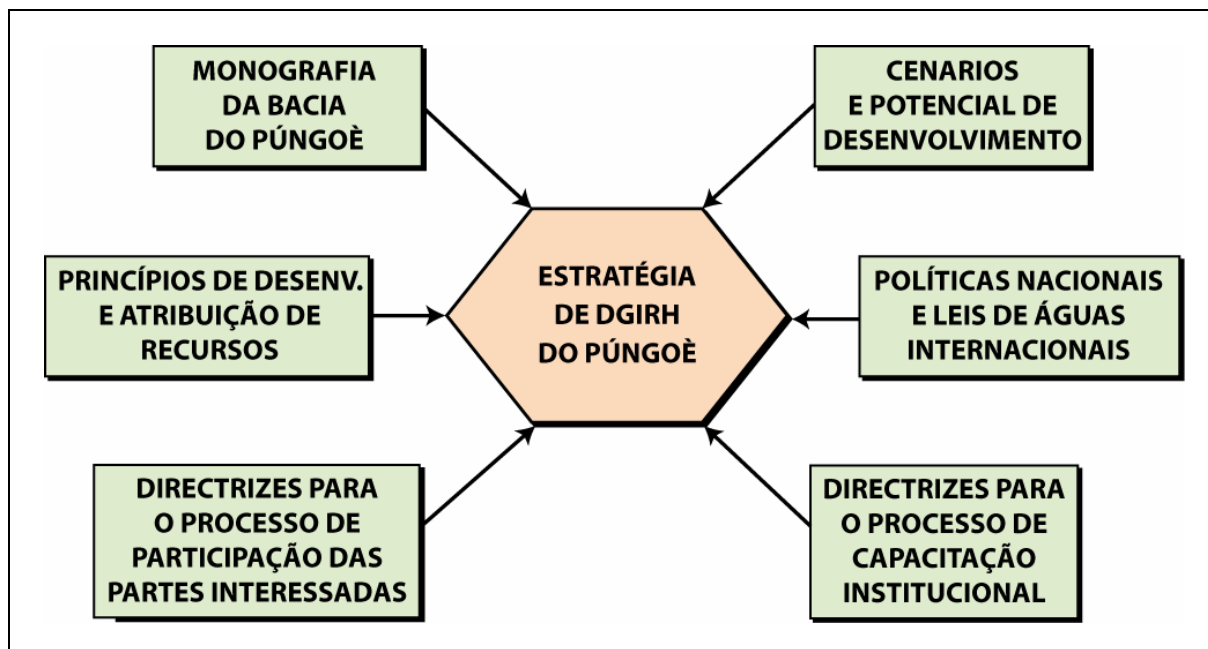 MONOGRAFIA
DA BACIA
DO PÚNGOÈ
CENARIOS
E POTENCIAL DE
DESENVOLVIMENTO
PRINCÍPIOS DE DESENV.
E ATRIBUIÇÃO DE
RECURSOS
ESTRATÉGIA
DE DGIRH
DO PÚNGOÈ
POLÍTICAS NACIONAIS
E LEIS DE ÁGUAS
INTERNACIONAIS
DIRECTRIZES PARA
O PROCESSO DE
PARTICIPAÇÃO DAS
PARTES INTERESSADAS
DIRECTRIZES PARA
O PROCESSO DE
CAPACITAÇÃO
INSTITUCIONAL